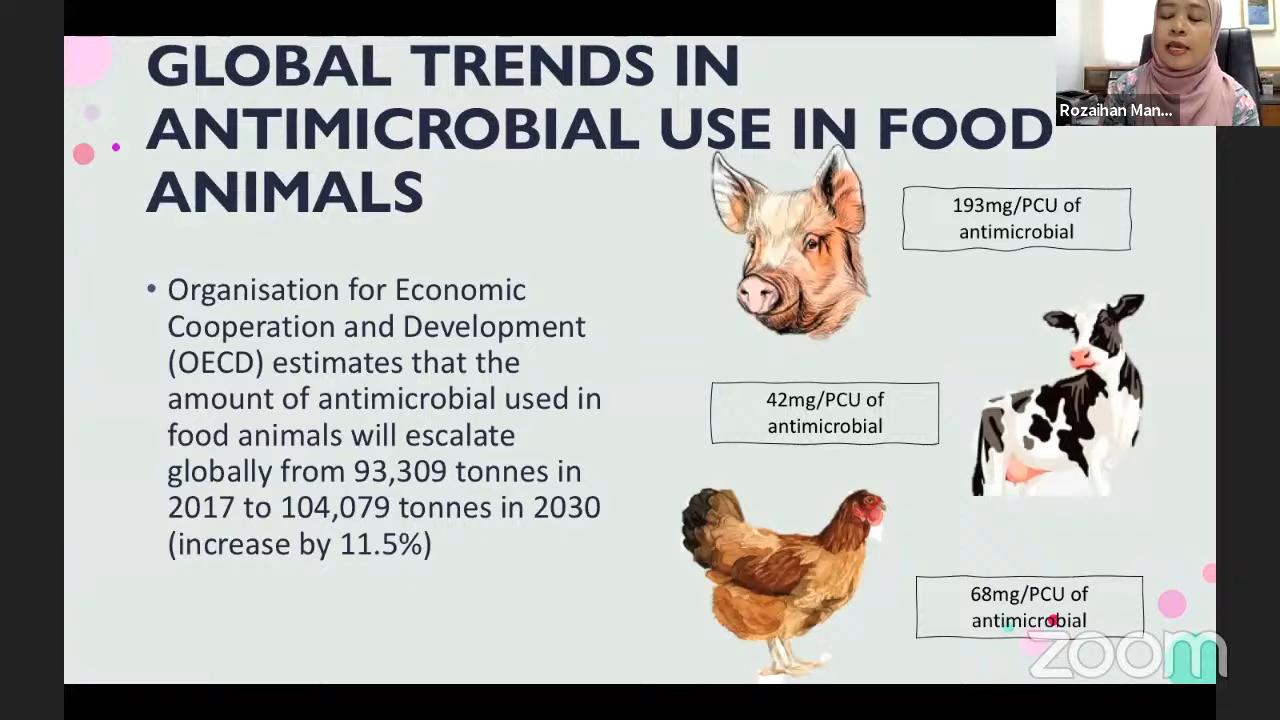 GLOBAL TRENDS IN
ANTIMICROBIAL USE IN FOOD
ANIMALS
Rozaihan Man...
193mg/PCU of
antimicrobial
• Organisation for Economic
Cooperation and Development
(OECD) estimates that the
amount of antimicrobial used in
food animals will escalate
globally from 93,309 tonnes in
2017 to 104,079 tonnes in 2030
(increase by 11.5%)
42mg/PCU of
antimicrobial
68mg/PCU of
antimicrobial
zoom